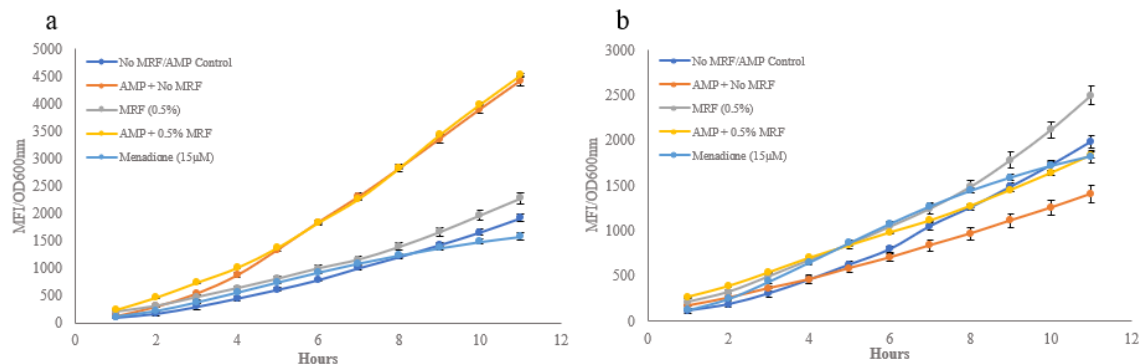 a
5000
4500
4000
3500
3000
2500
2000
1500
1000
500
0
MFI/OD600nm
No MRF/AMP Control
AMP + No MRF
MRF (0.5%)
AMP + 0.5% MRF
Menadione (15µM)
0 2 4 6 8 10 12
Hours
b
3000
2500
2000
1500
1000
500
0
MFI/OD600nm
No MRF/AMP Control
AMP + No MRF
MRF (0.5%)
AMP + 0.5% MRF
Menadione (15µM)
0 2 4 6 8 10 12
Hours